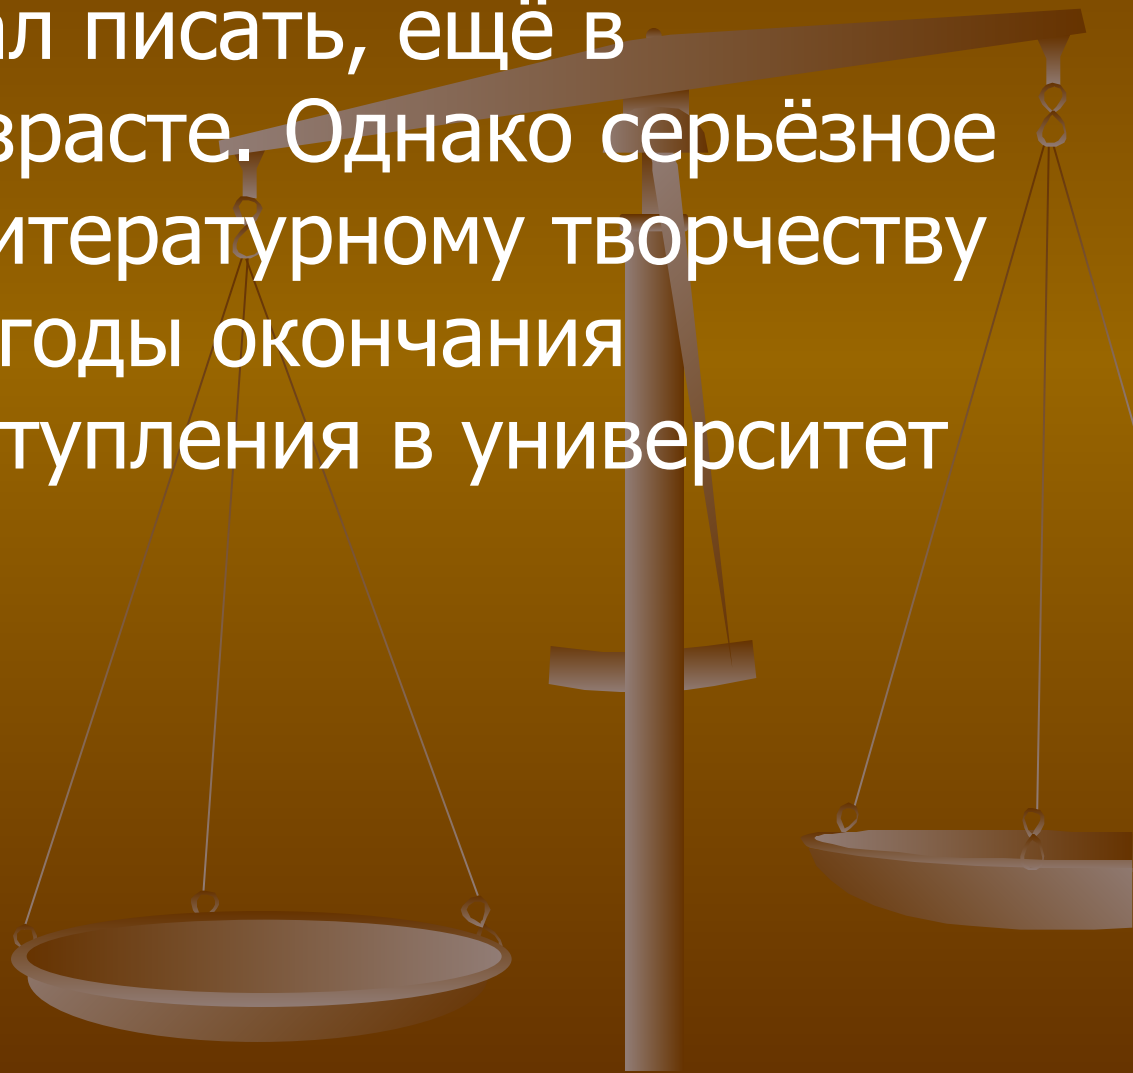 ал писать, ещё в
зрасте. Однако серьёзное
итературному творчеству
годы окончания
тупления в университет